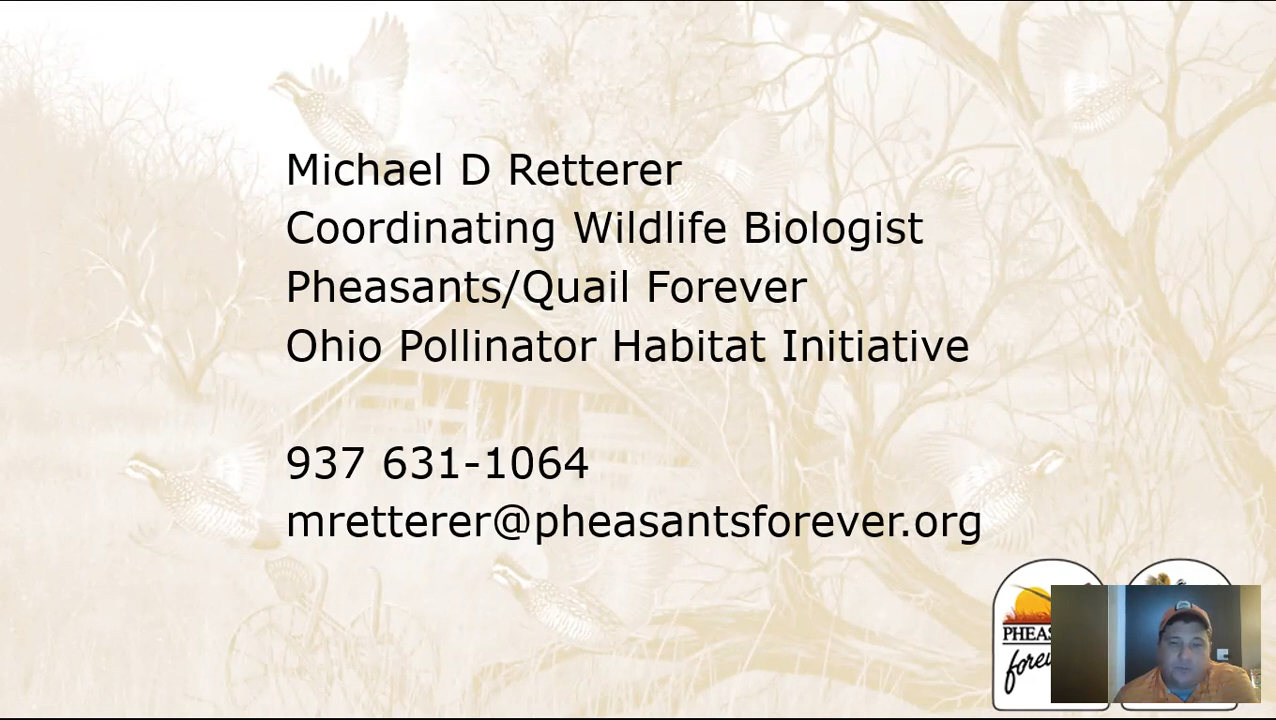 Michael D Retterer
Coordinating Wildlife Biologist
Pheasants/Quail Forever
Ohio Pollinator Habitat Initiative
937 631-1064
mretterer@pheasantsforever.org